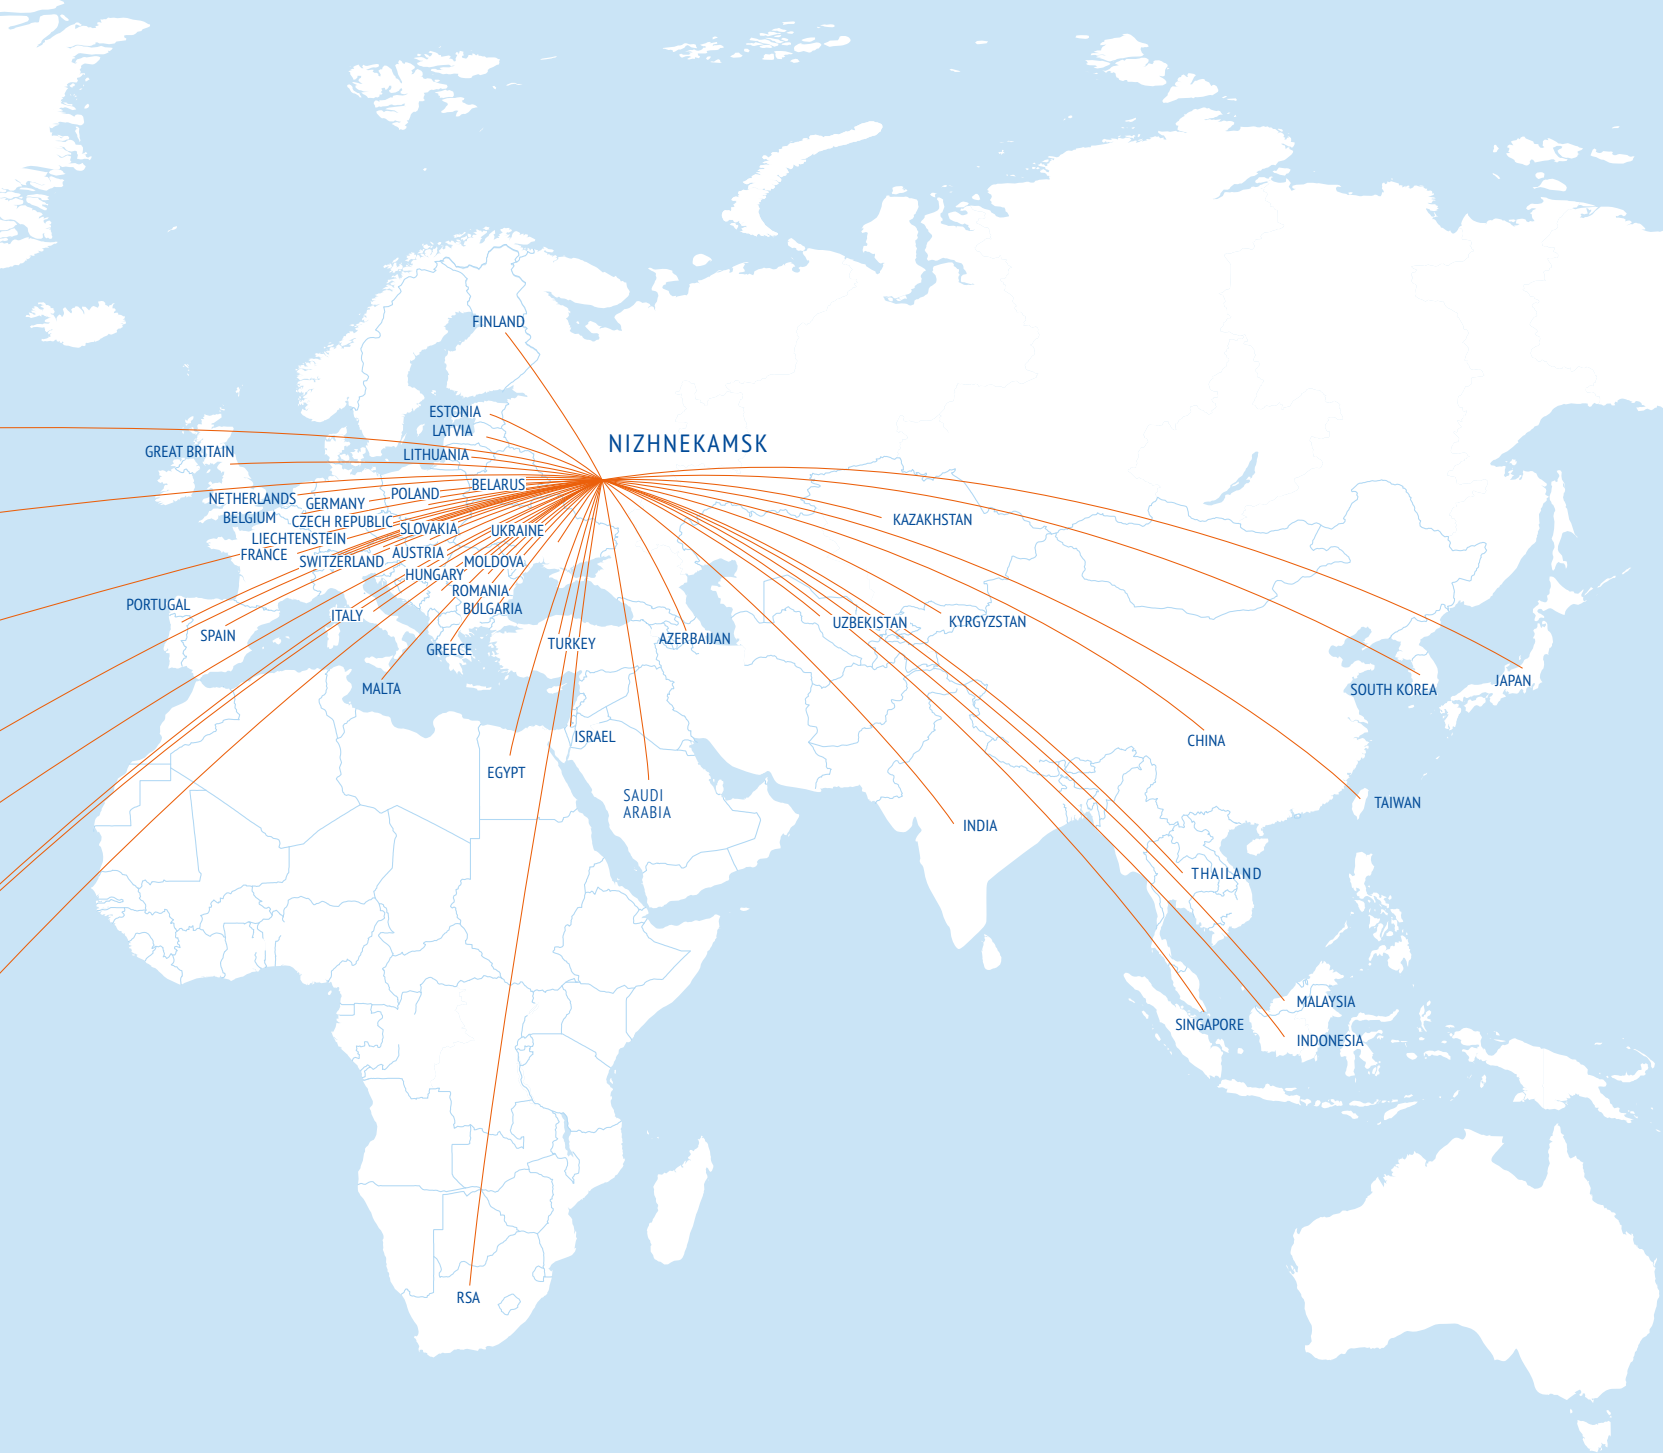 FINLAND
ESTONIA
LATVIA
NIZHNEKAMSK
GREAT BRITAIN
LITHUANIA
BELARUS
POLAND
NETHERLANDS
GERMANY
BELGIUM
CZECH REPUBLIC
KAZAKHSTAN
SLOVAKIA
UKRAINE
LIECHTENSTEIN
FRANCE
AUSTRIA
SWITZERLAND
MOLDOVA
HUNGARY
ROMANIA
PORTUGAL
BULGARIA
ITALY
UZBEKISTAN
KYRGYZSTAN
SPAIN
AZERBAIJAN
TURKEY
GREECE
JAPAN
MALTA
SOUTH KOREA
ISRAEL
CHINA
EGYPT
SAUDI
ARABIA
TAIWAN
INDIA
THAILAND
MALAYSIA
SINGAPORE
INDONESIA
RSA